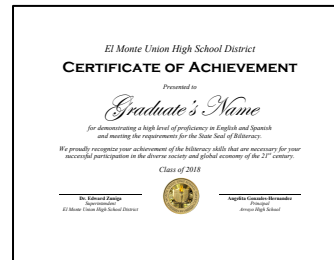 El Monte Union High School District
CERTIFICATE OF ACHIEVEMENT
Presented to
Graduate's Name
for demonstrating a high level of proficiency in English and Spanish
and meeting the requirements for the State Seal of Biliteracy.
We proudly recognize your achievement of the biliteracy skills that are necessary for your
successful participation in the diverse society and global economy of the 21st century.
Class of 2018
Dr. Edward Zuniga
Superintendent
El Monte Union High School District
Angelita Gonzales-Hernandez
Principal
Arroyo High School